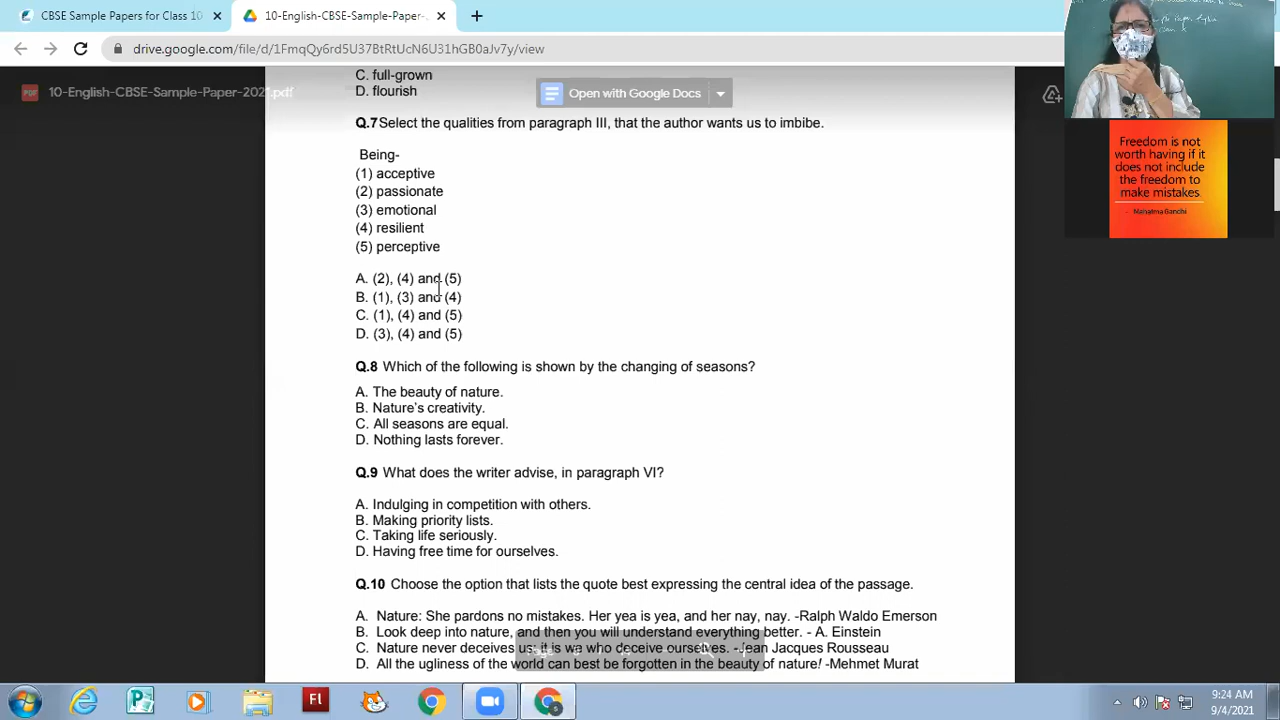 CBSE Sample Papers for Class 10
10-English-CBSE-Sample-Paper-
drive.google.com/file/d/1FmqQy6rd5U37BtRtUcN6U31hGB0aJv7y/view
10-English-CBSE-Sample-Paper-2021.pdf
Open with Google Docs
C. full-grown
D. flourish
Q.7Select the qualities from paragraph III, that the author wants us to imbibe.
Being-
(1) acceptive
(2) passionate
(3) emotional
(4) resilient
(5) perceptive
A. (2), (4) and (5)
B. (1), (3) and (4)
C. (1), (4) and (5)
D. (3), (4) and (5)
Q.8 Which of the following is shown by the changing of seasons?
A. The beauty of nature.
B. Nature's creativity.
C. All seasons are equal.
D. Nothing lasts forever.
Q.9 What does the writer advise, in paragraph VI?
A. Indulging in competition with others.
B. Making priority lists.
C. Taking life seriously.
D. Having free time for ourselves.
Q.10 Choose the option that lists the quote best expressing the central idea of the passage.
A. Nature: She pardons no mistakes. Her yea is yea, and her nay, nay. -Ralph Waldo Emerson
B. Look deep into nature, and then you will understand everything better. - A. Einstein
C. Nature never deceives us; it is we who deceive ourselves. -Jean Jacques Rousseau
D. All the ugliness of the world can best be forgotten in the beauty of nature! -Mehmet Murat
Freedom is not
worth having if it
does not include
the freedom to
make mistakes
- Mahatma Gandhi
9:24 AM
9/4/2021